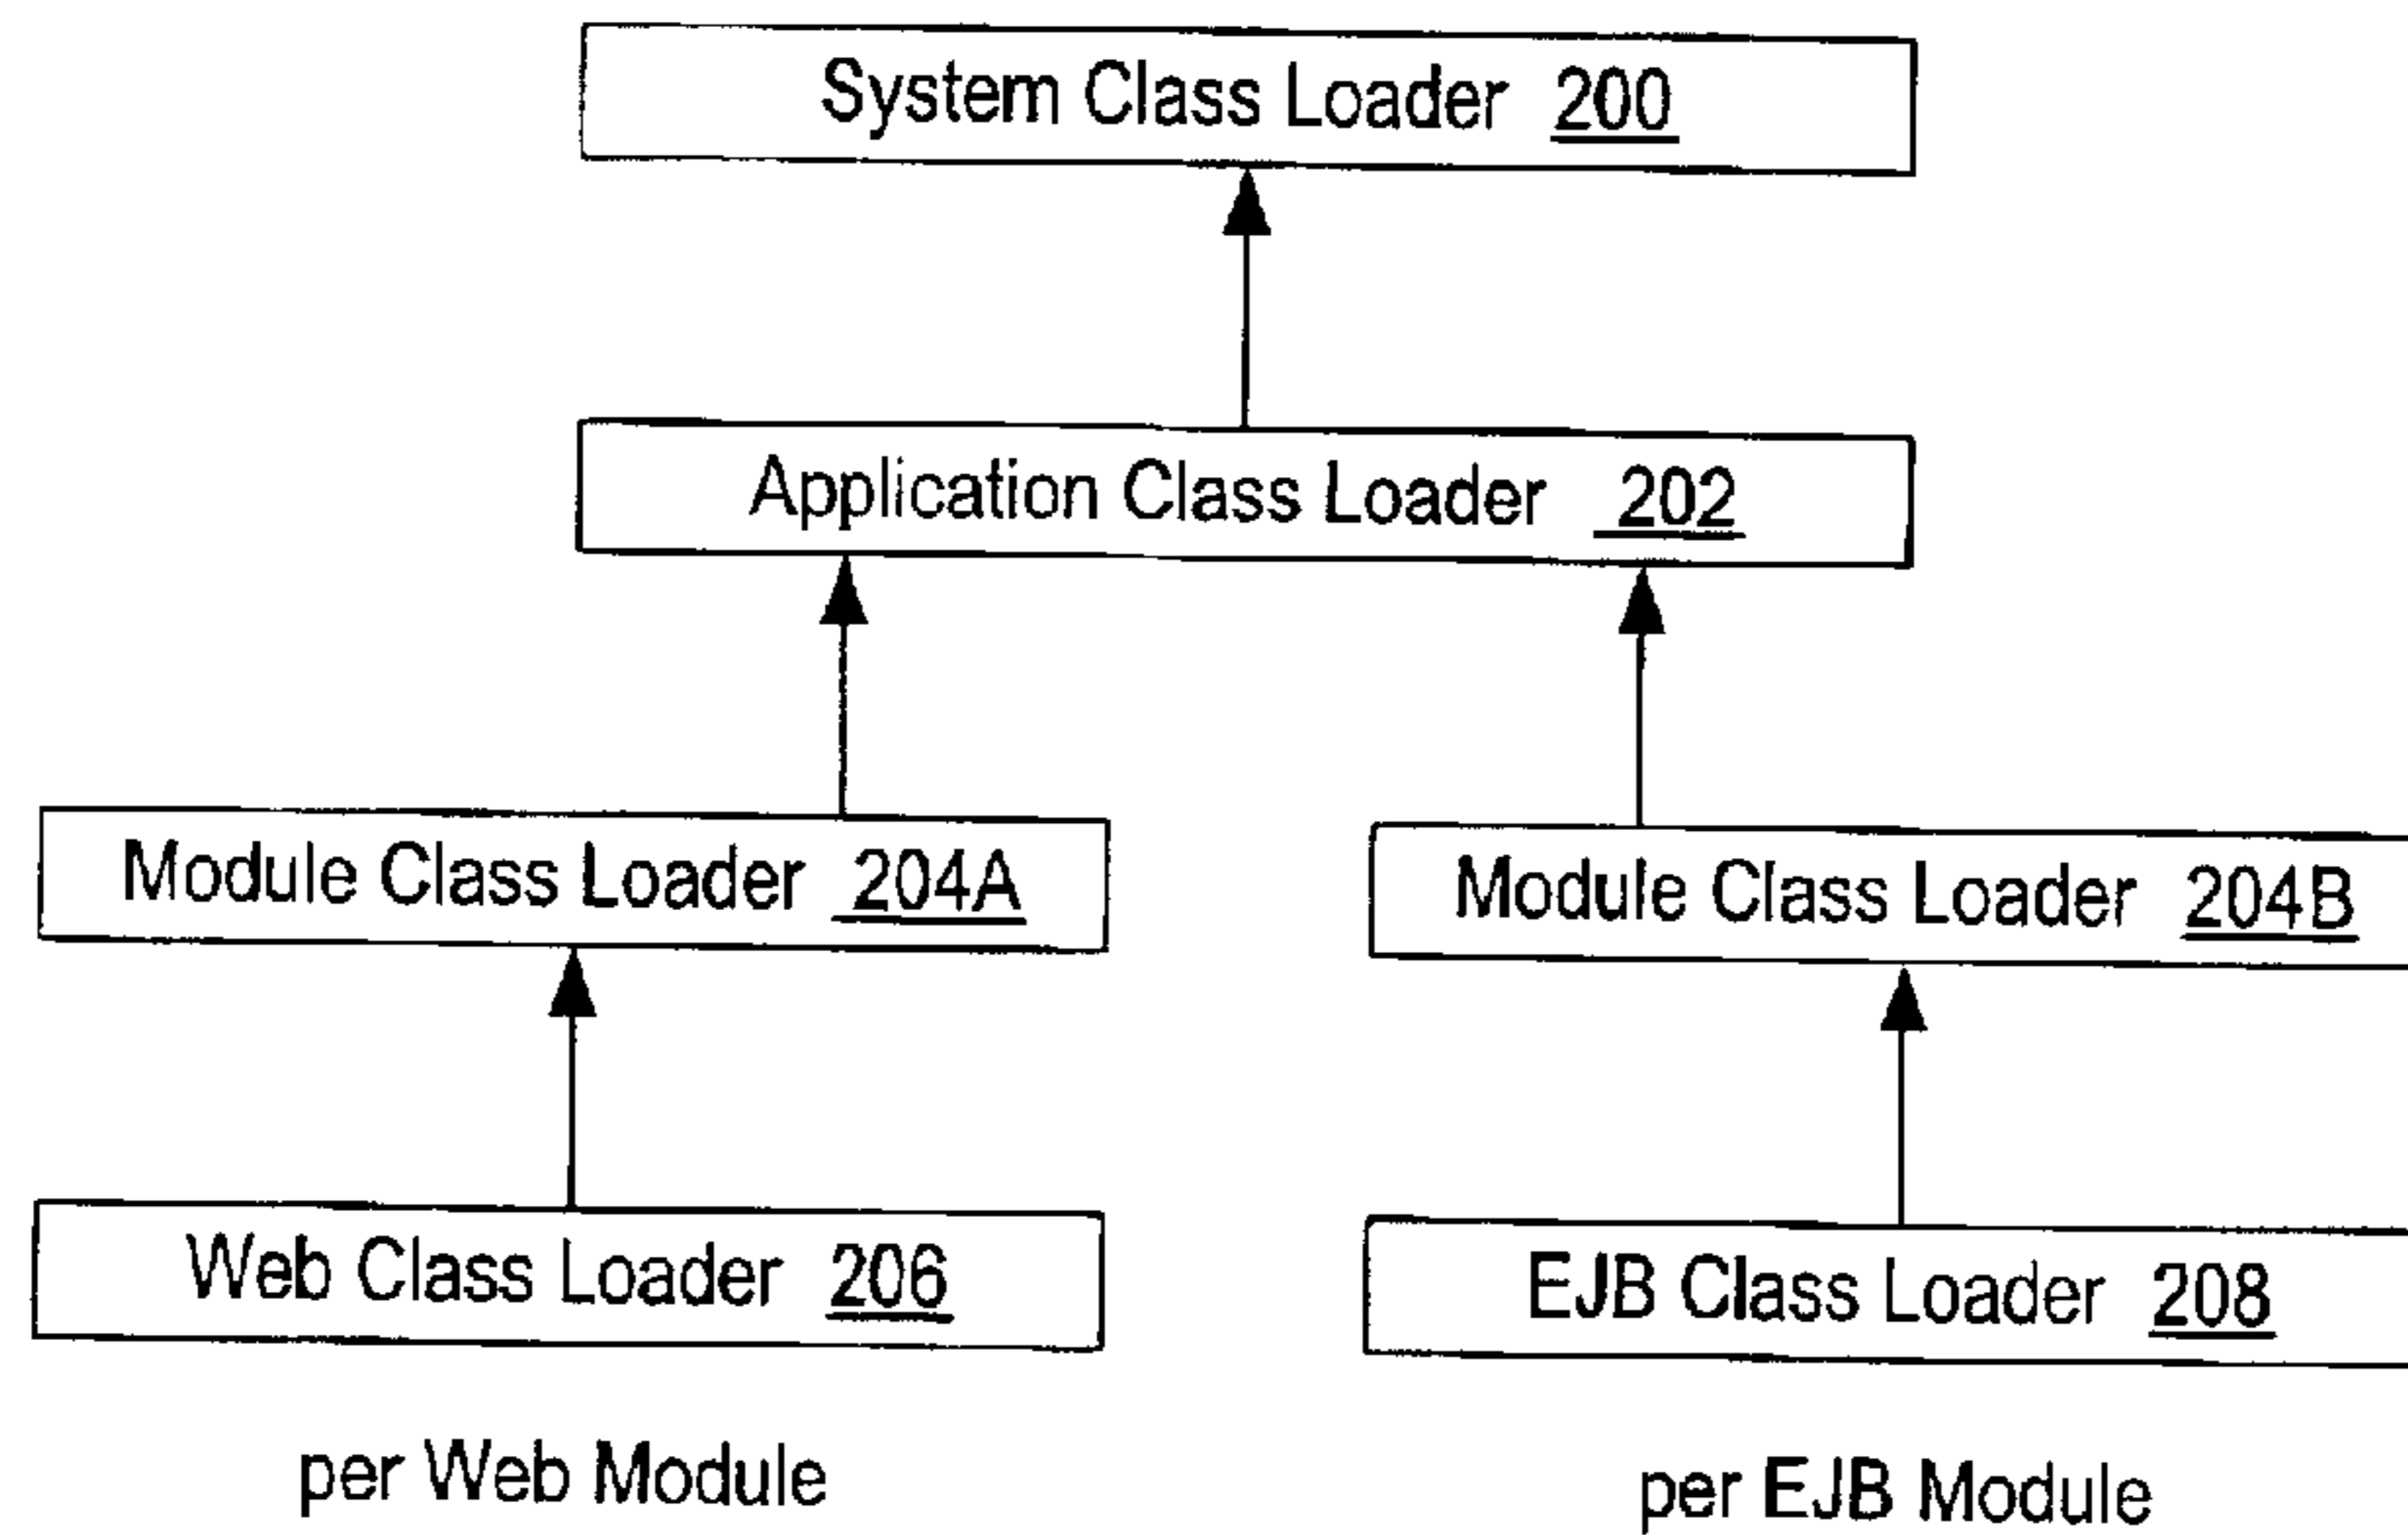 System Class Loader 200
Application Class Loader 202
Module Class Loader 204A
Module Class Loader 204B
Web Class Loader 206
EJB Class Loader 208
per Web Module
per EJB Module